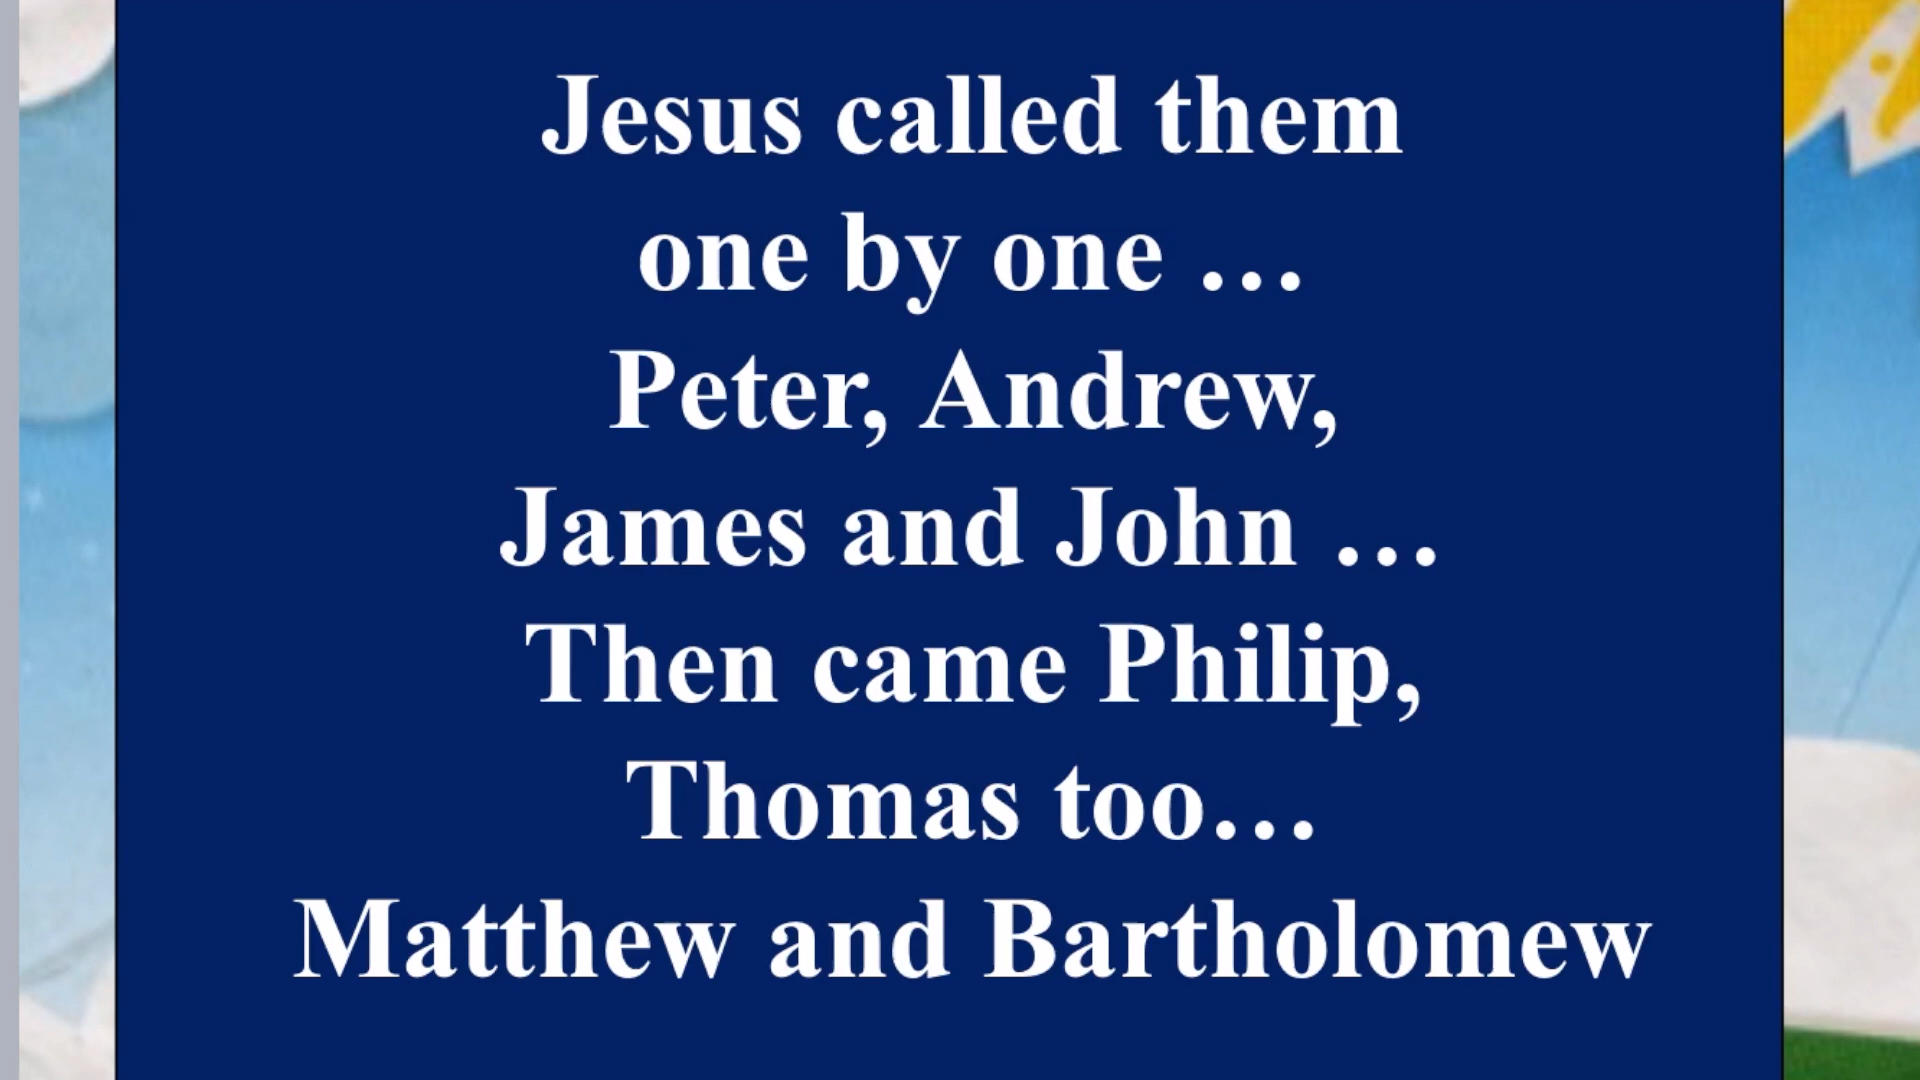 Jesus called them
one by one …
Peter, Andrew,
James and John …
Then came Philip,
Thomas too…
Matthew and Bartholomew